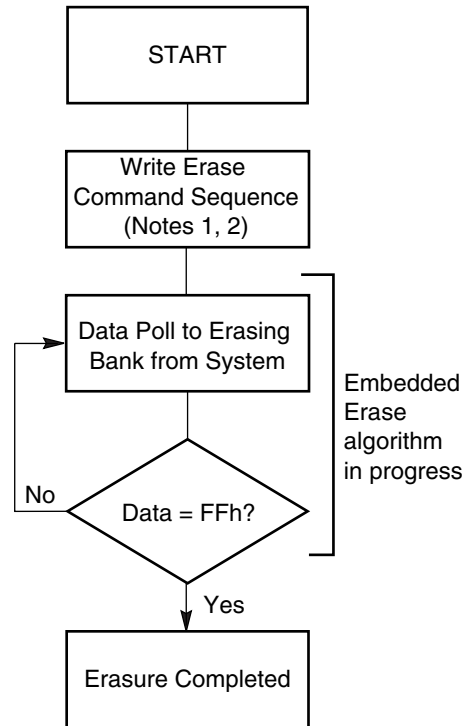 START
Write Erase
Command Sequence
(Notes 1, 2)
Data Poll to Erasing
Bank from System
Embedded
Erase
algorithm
in progress
No
Data = FFh?
Yes
Erasure Completed